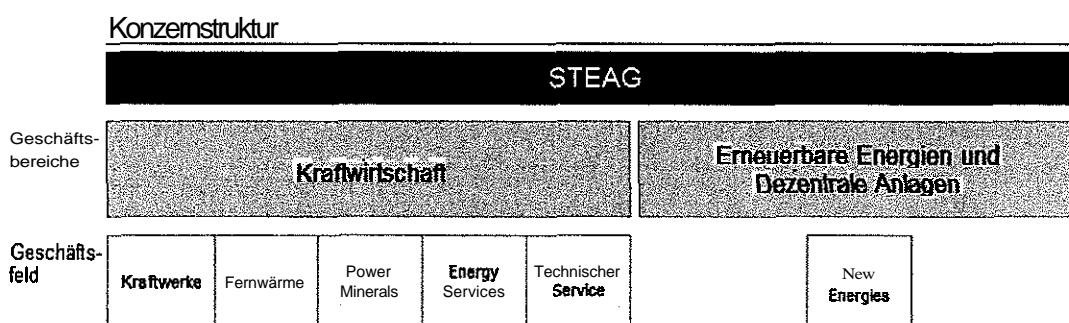 Konzernstruktur
STEAG
Geschäfts-
bereiche
Kraftwirtschaft
Erneuerbare Energien und
Dezentrale Anlagen
Geschäfts-
feld
Kraftwerke
Fernwärme
Power
Minerals
Energy
Services
Technischer
Service
New
Energies